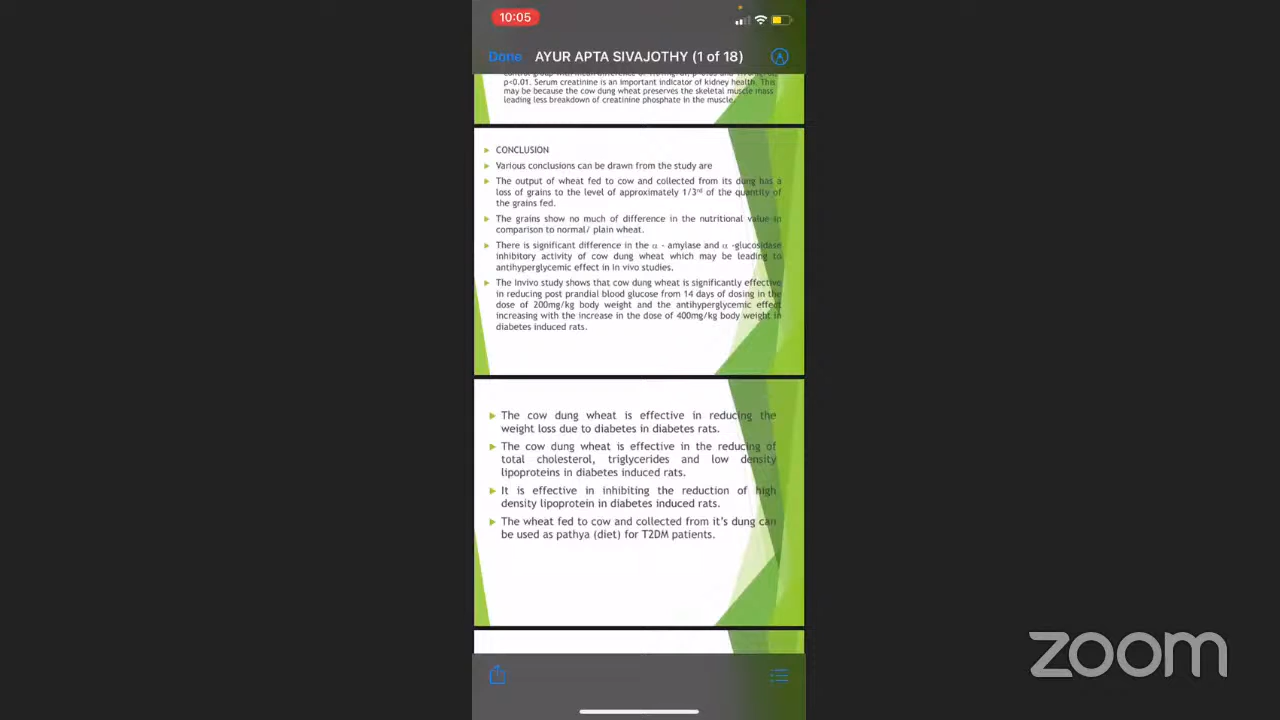 10:05
Done AYUR APTA SIVAJOTHY (1 of 18)
p<0.01. Serum creatinine is an important indicator of kidney health. This
may be because the cow dung wheat preserves the skeletal muscle mass
leading less breakdown of creatinine phosphate in the muscle.
CONCLUSION
Various conclusions can be drawn from the study are
The output of wheat fed to cow and collected from its dung has a
loss of grains to the level of approximately 1/3rd of the quantity of
the grains fed.
The grains show no much of difference in the nutritional value in
comparison to normal/ plain wheat.
There is significant difference in the α - amylase and α -glucosidase
inhibitory activity of cow dung wheat which may be leading to
antihyperglycemic effect in in vivo studies.
The Invivo study shows that cow dung wheat is significantly effective
in reducing post prandial blood glucose from 14 days of dosing in the
dose of 200mg/kg body weight and the antihyperglycemic effect
increasing with the increase in the dose of 400mg/kg body weight in
diabetes induced rats.
The cow dung wheat is effective in reducing the
weight loss due to diabetes in diabetes rats.
The cow dung wheat is effective in the reducing of
total cholesterol, triglycerides and low density
lipoproteins in diabetes induced rats.
It is effective in inhibiting the reduction of high
density lipoprotein in diabetes induced rats.
The wheat fed to cow and collected from it's dung can
be used as pathya (diet) for T2DM patients.
zoom